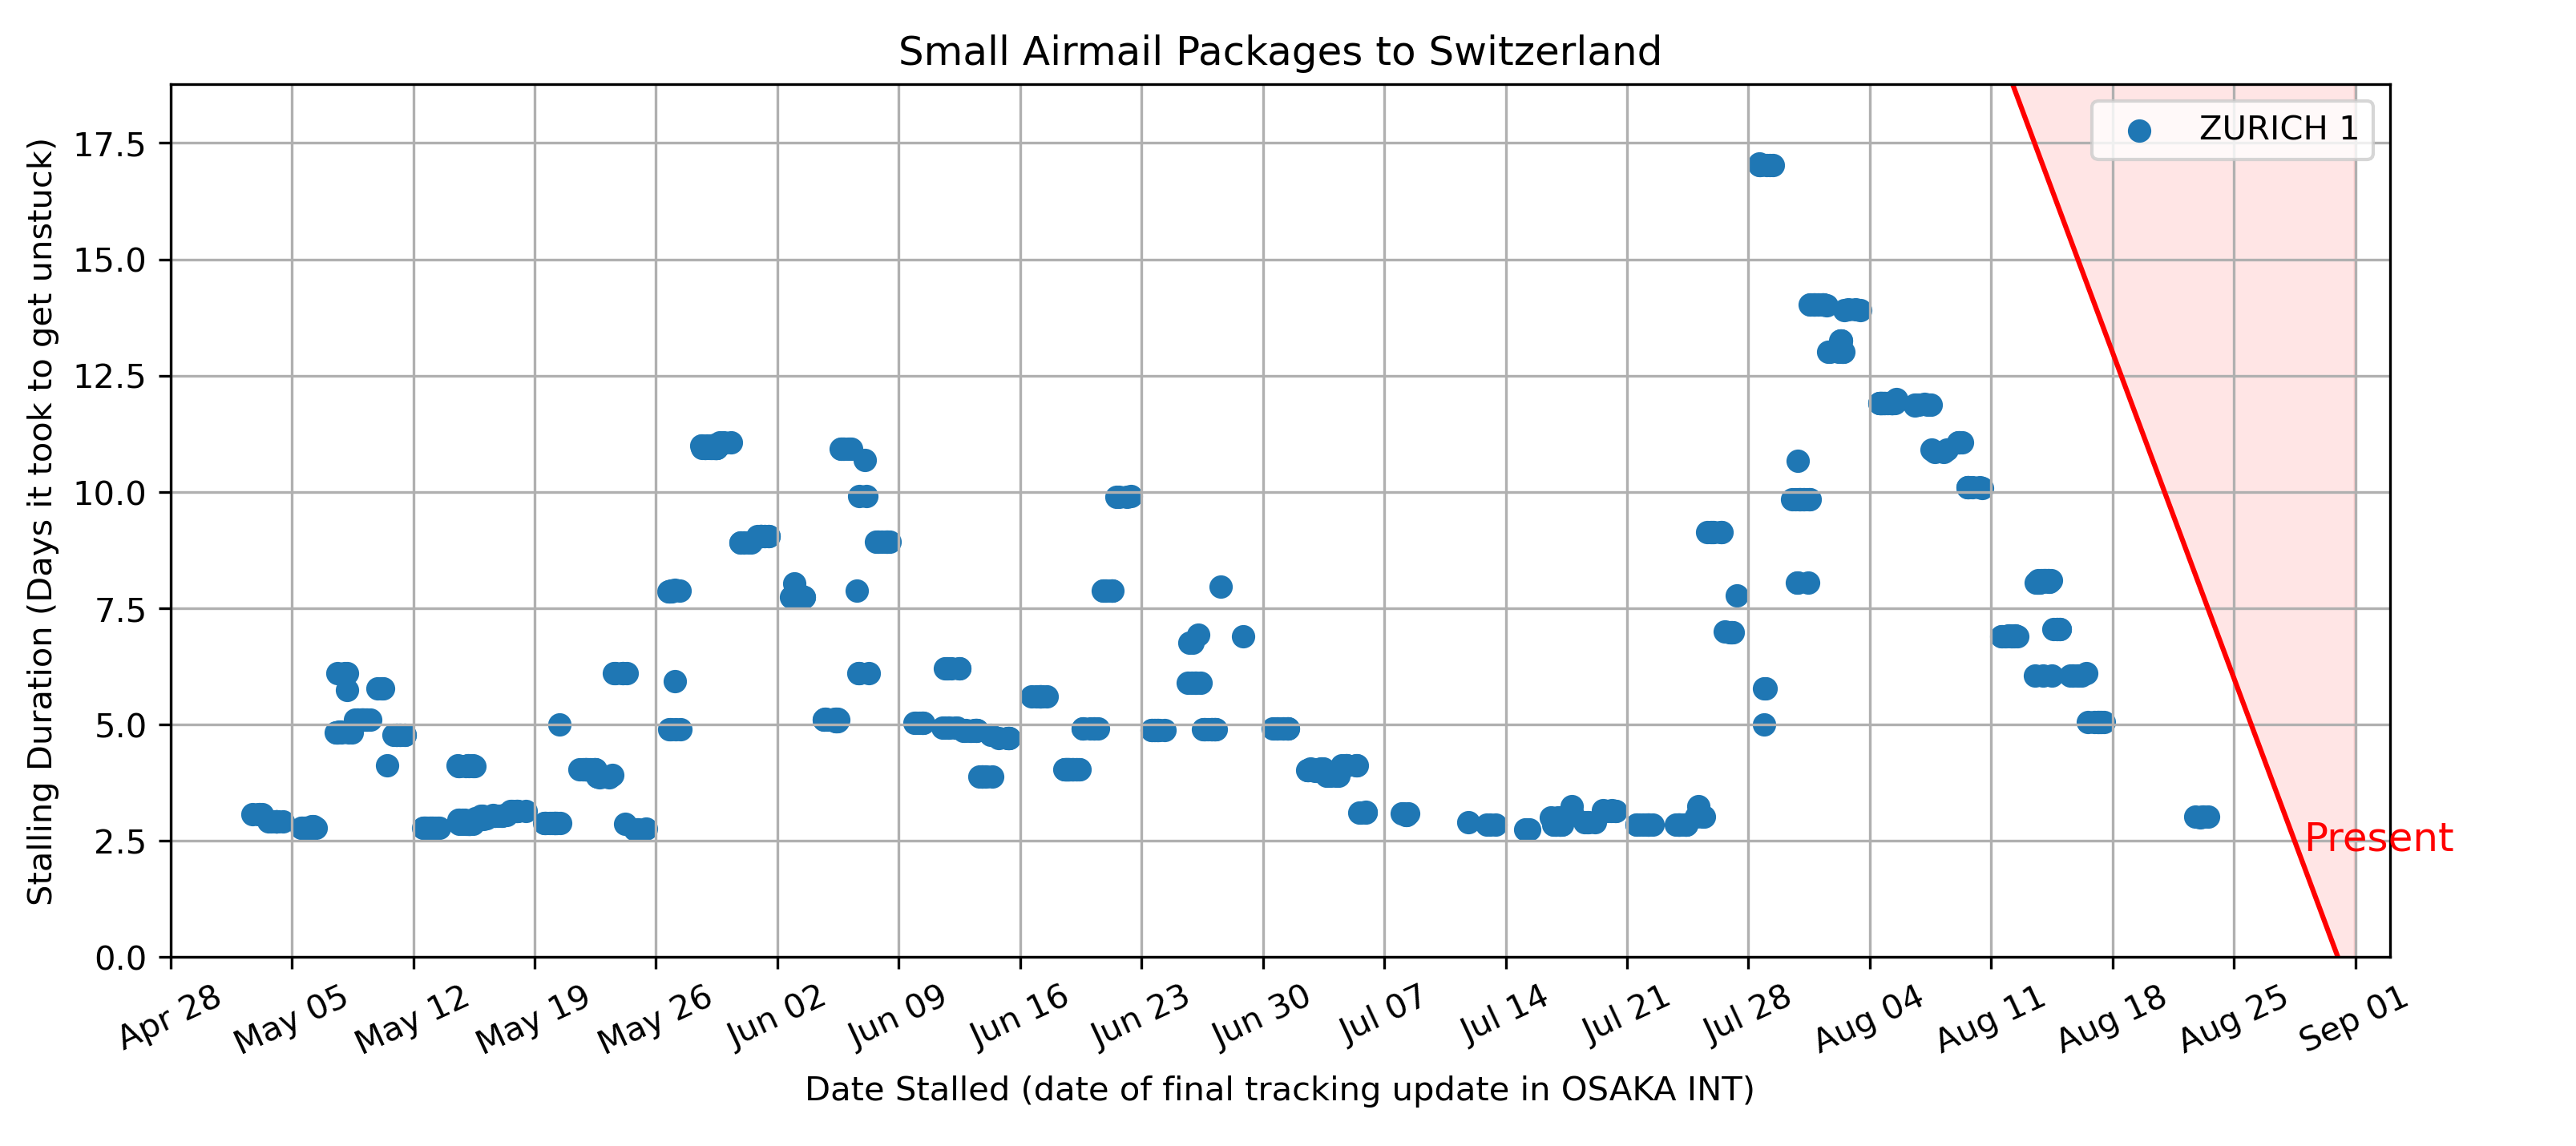 Small Airmail Packages to Switzerland
ZURICH 1
Stalling Duration (Days it took to get unstuck)
17.5
15.0
12.5
10.0
7.5
5.0
2.5
0.0
Present
Apr 28
May 05
May 12
May 19
May 26
Jun 02
Jun 09
Jun 16
Jun 23
Jun 30
Jul 07
Jul 14
Jul 21
Jul 28
Aug 04
Aug 11
Aug 18
Aug 25
Sep 01
Date Stalled (date of final tracking update in OSAKA INT)